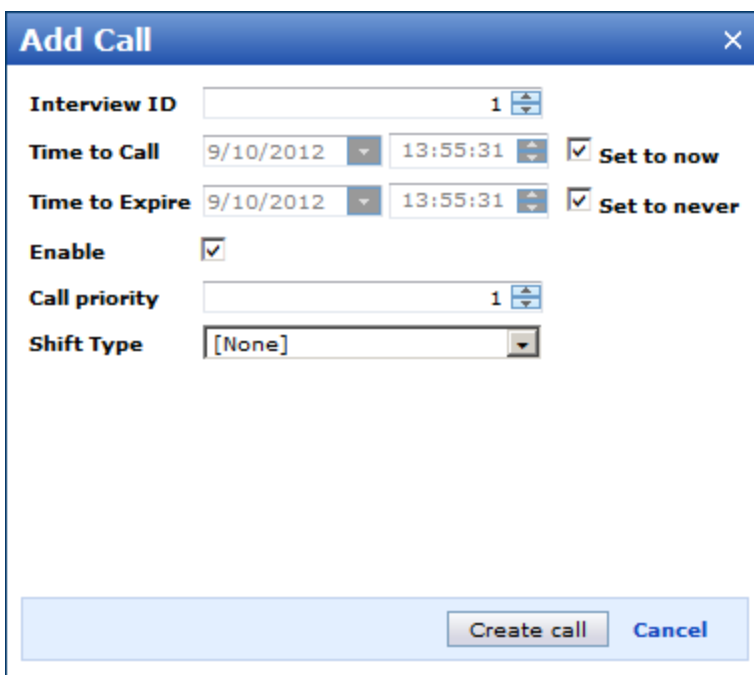 Add Call
Interview ID 1
Time to Call 9/10/2012 13:55:31 Set to now
Time to Expire 9/10/2012 13:55:31 Set to never
Enable
Call priority 1
Shift Type [None]
Create call Cancel